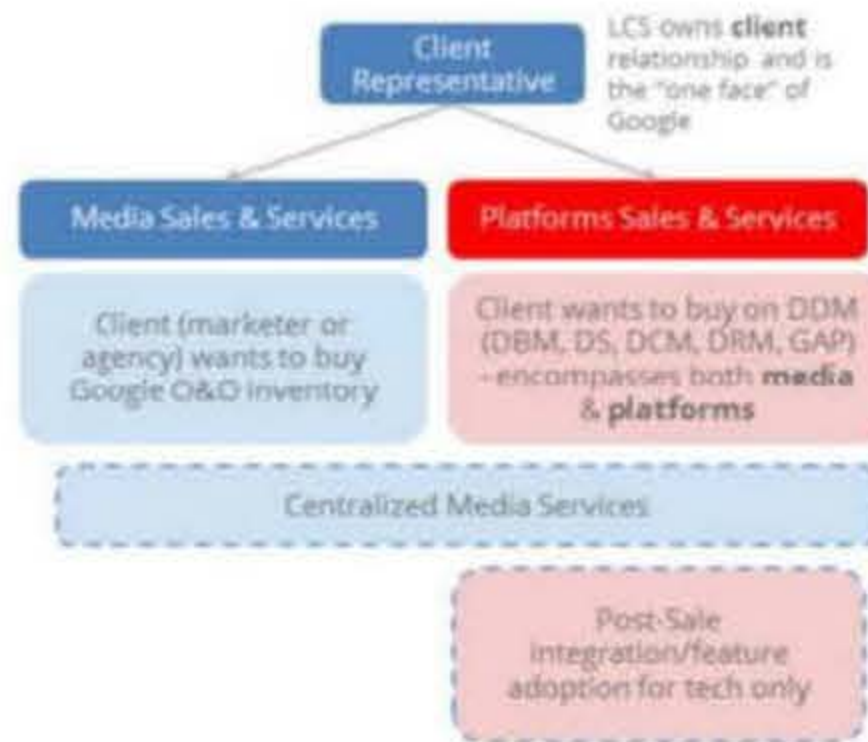 Client
Representative
LCS owns client
relationship and is
the "one face" of
Google
Media Sales & Services
Platforms Sales & Services
Client (marketer or
agency) wants to buy
Google O&O inventory
Client wants to buy on DDM
(DBM, DS, DCM, DRM, GAP)
- encompasses both media
& platforms
Centralized Media Services
Post-Sale
integration/feature
adoption for tech only